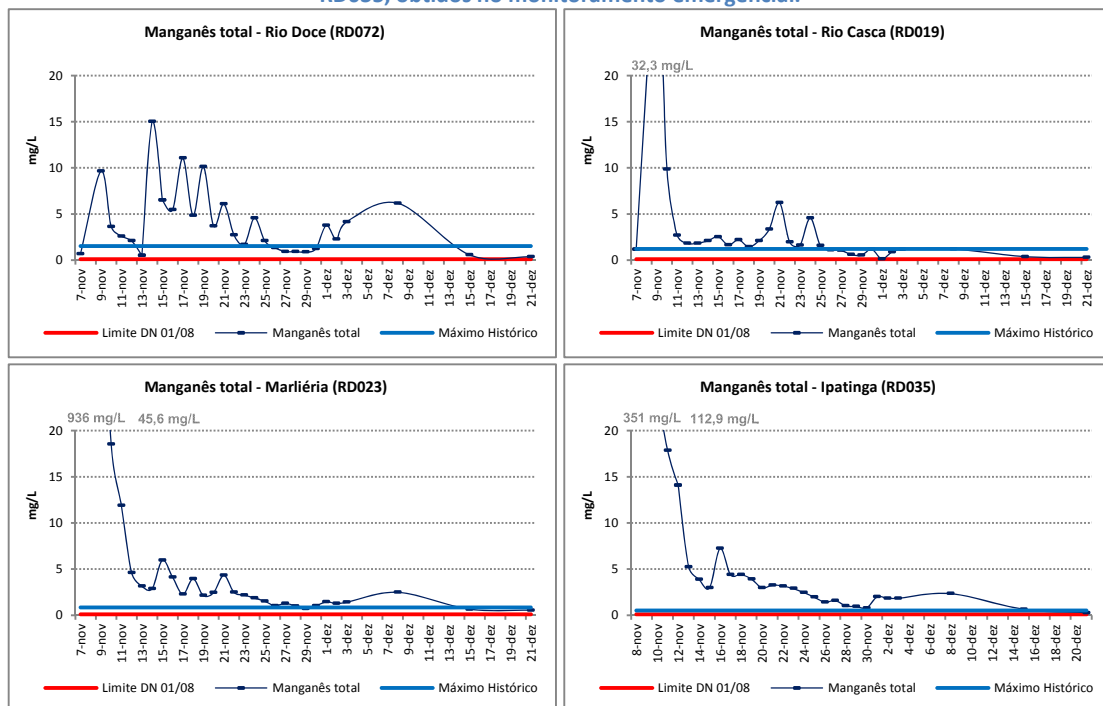 RD035, obtidos no monitoramento emergencial.
Manganês total - Rio Doce (RD072)
20
15
10
5
0
mg/L
7-nov
9-nov
11-nov
13-nov
15-nov
17-nov
19-nov
21-nov
23-nov
25-nov
27-nov
29-nov
1-dez
3-dez
5-dez
7-dez
9-dez
11-dez
13-dez
15-dez
17-dez
19-dez
21-dez
Limite DN 01/08 Manganês total Máximo Histórico
Manganês total - Rio Casca (RD019)
32,3 mg/L
20
15
10
5
0
mg/L
7-nov
9-nov
11-nov
13-nov
15-nov
17-nov
19-nov
21-nov
23-nov
25-nov
27-nov
29-nov
1-dez
3-dez
5-dez
7-dez
9-dez
11-dez
13-dez
15-dez
17-dez
19-dez
21-dez
Limite DN 01/08 Manganês total Máximo Histórico
Manganês total - Marliéria (RD023)
936 mg/L 45,6 mg/L
20
15
10
5
0
mg/L
7-nov
9-nov
11-nov
13-nov
15-nov
17-nov
19-nov
21-nov
23-nov
25-nov
27-nov
29-nov
1-dez
3-dez
5-dez
7-dez
9-dez
11-dez
13-dez
15-dez
17-dez
19-dez
21-dez
Limite DN 01/08 Manganês total Máximo Histórico
Manganês total - Ipatinga (RD035)
351 mg/L 112,9 mg/L
20
15
10
5
0
mg/L
8-nov
10-nov
12-nov
14-nov
16-nov
18-nov
20-nov
22-nov
24-nov
26-nov
28-nov
30-nov
2-dez
4-dez
6-dez
8-dez
10-dez
12-dez
14-dez
16-dez
18-dez
20-dez
Limite DN 01/08 Manganês total Máximo Histórico